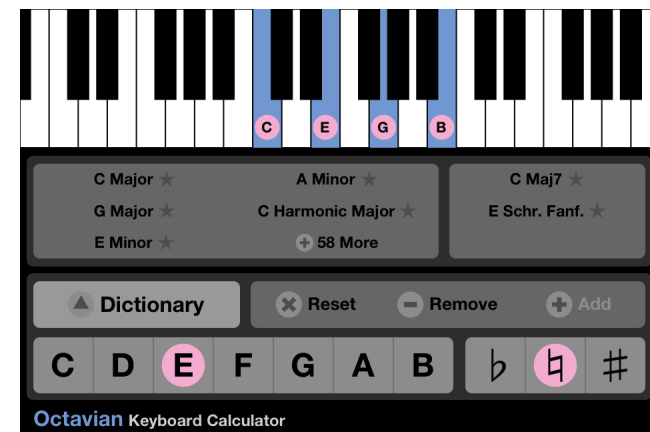 C E G B
C Major ★ A Minor ★ C Maj7 ★
G Major ★ C Harmonic Major ★ E Schr. Fanf. ★
E Minor ★ + 58 More
Dictionary Reset Remove Add
C D E F G A B ♭ ♮ ♯
Octavian Keyboard Calculator